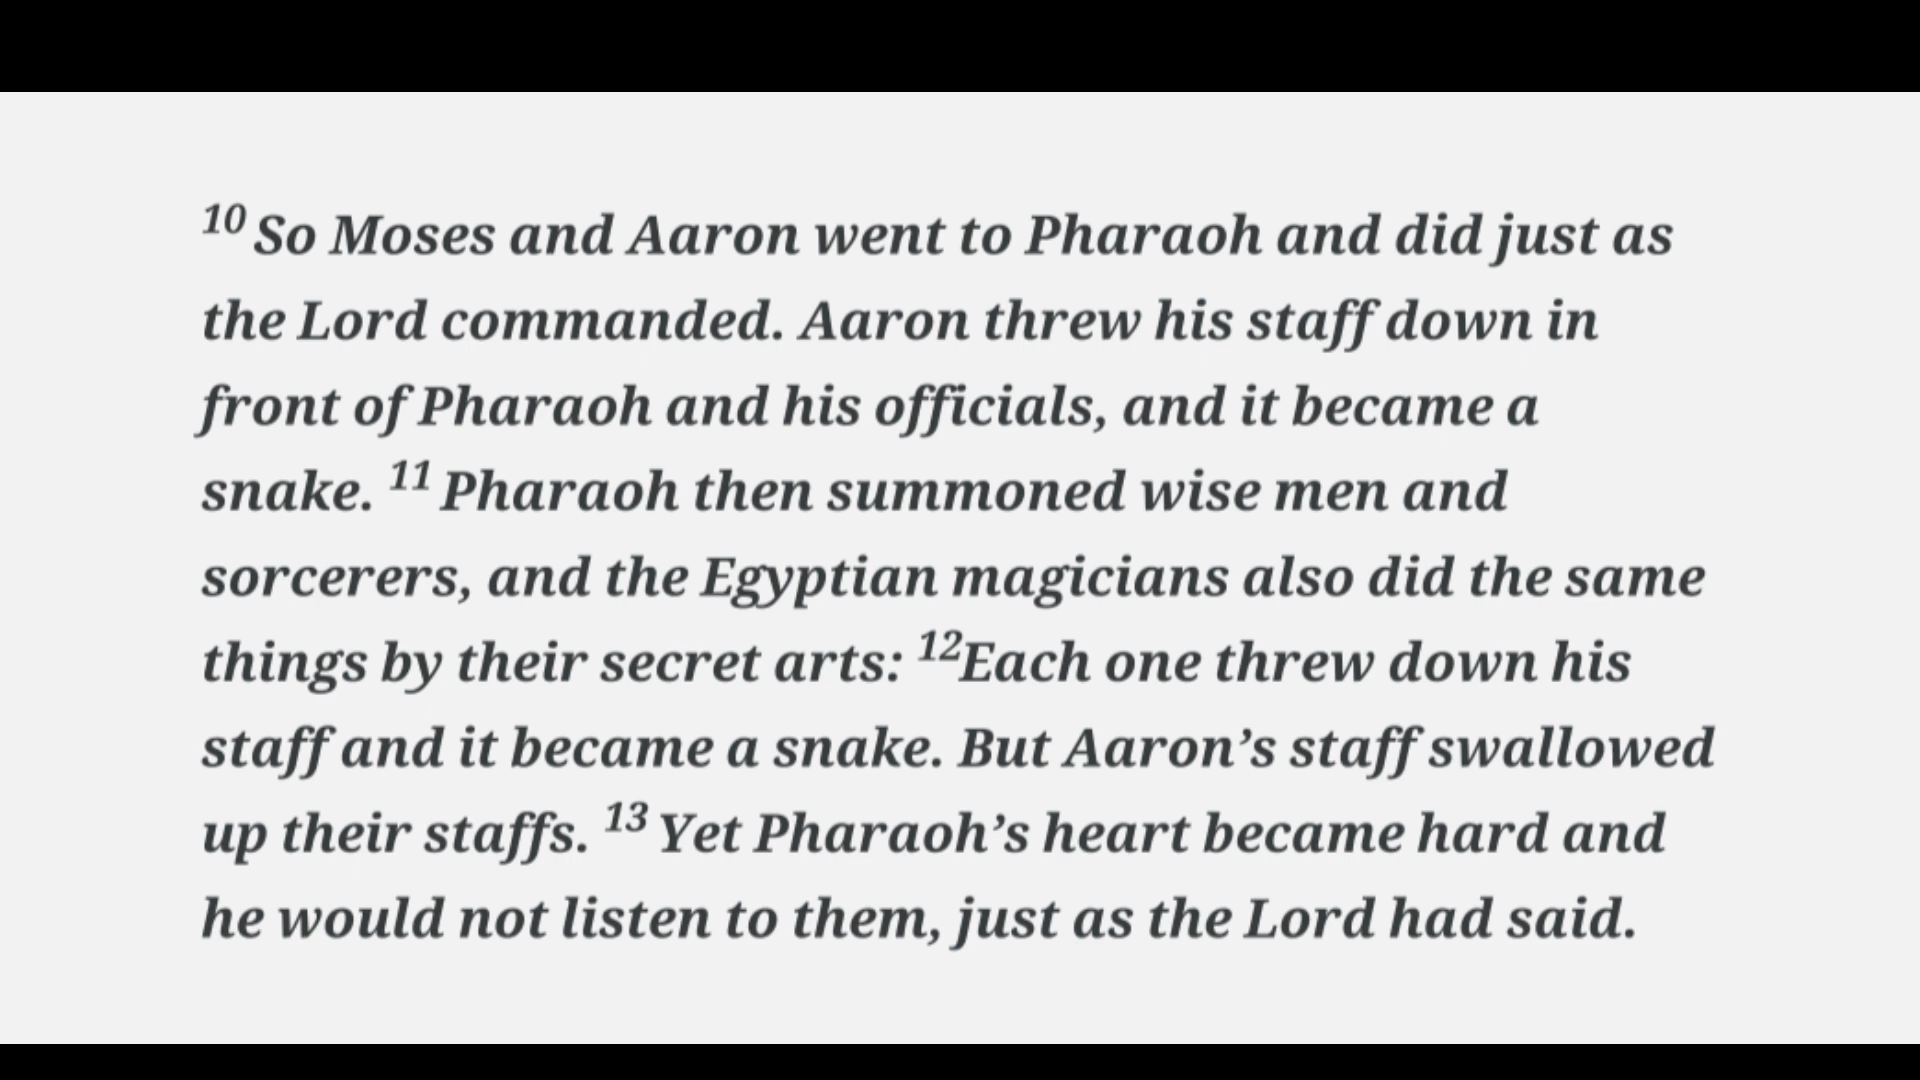 10 So Moses and Aaron went to Pharaoh and did just as
the Lord commanded. Aaron threw his staff down in
front of Pharaoh and his officials, and it became a
snake. 11 Pharaoh then summoned wise men and
sorcerers, and the Egyptian magicians also did the same
things by their secret arts: 12Each one threw down his
staff and it became a snake. But Aaron’s staff swallowed
up their staffs. 13 Yet Pharaoh’s heart became hard and
he would not listen to them, just as the Lord had said.